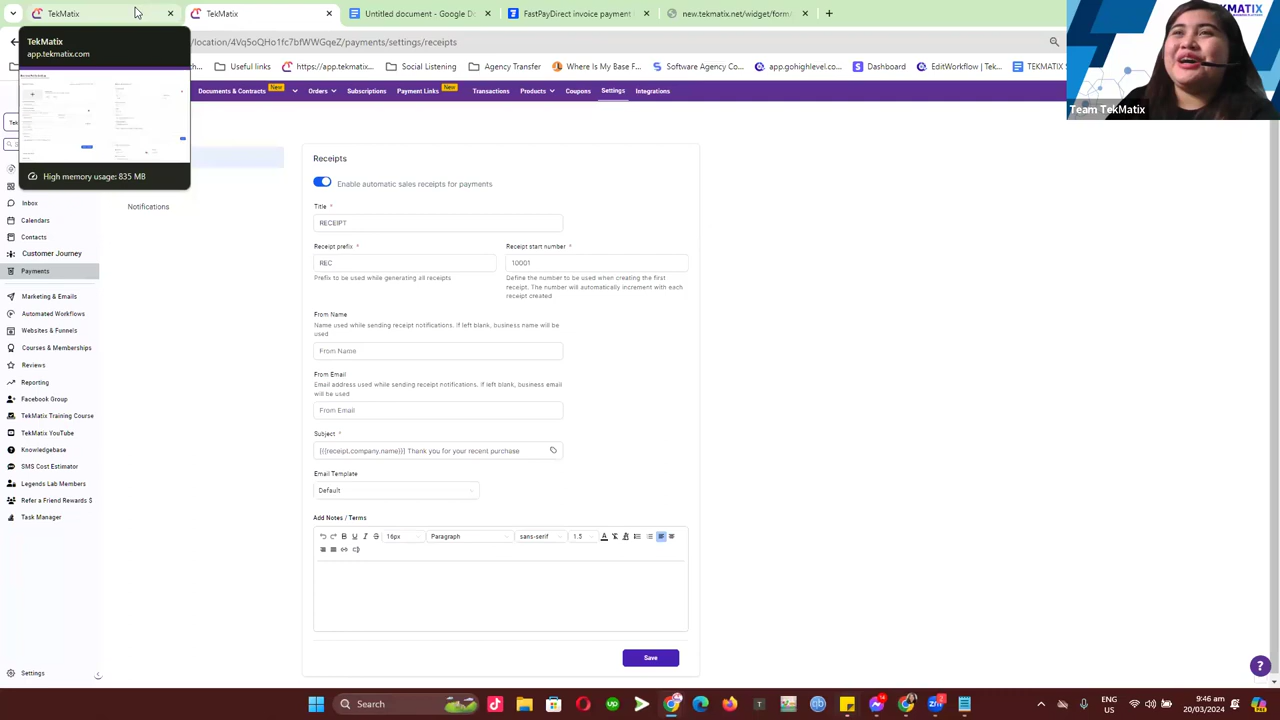 TekMatix
TekMatix
Untitled document - Google Do
FastPayDirect invoice payments
new.tekmatix.com
TekMatix
app.tekmatix.com
/location/4Vq5oQHo1fc7bfWWGqeZ/payments/settings/receipts
Useful links
https://app.tekmatix...
Social Listening
Agency Transfer
Where Is My Base F...
Software Agency, Co...
app.gohighlevel.co...
Dashboard
EditWorkflow | Tek...
TEKMATIX S
Documents & Contracts
New
Orders
Subscriptions
Payment Links
New
Transactions
Products
Coupons
Settings
Integrations
Team TekMatix
High memory usage: 835 MB
Notifications
Inbox
Calendars
Contacts
Customer Journey
Payments
Marketing & Emails
Automated Workflows
Websites & Funnels
Courses & Memberships
Reviews
Reporting
Facebook Group
TekMatix Training Course
TekMatix YouTube
Knowledgebase
SMS Cost Estimator
Legends Lab Members
Refer a Friend Rewards $
Task Manager
Settings
Receipts
Enable automatic sales receipts for payments
Title *
RECEIPT
Receipt prefix *
Receipt start number *
REC
10001
Prefix to be used while generating all receipts
Define the number to be used when creating the first
receipt. The number will automatically increment with each
receipt created
From Name
Name used while sending receipt notifications. If left blank, business name will be
used
From Name
From Email
Email address used while sending receipt notifications. If left blank, business email
will be used
From Email
Subject *
{{receipt.company.name}}} Thank you for your recent purchase
Email Template
Default
Add Notes / Terms
16px
Paragraph
sans-serif
1.5
Save
Search
ENG
US
9:46 am
20/03/2024